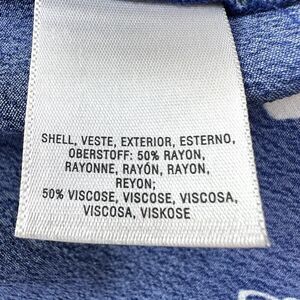 SHELL, VESTE, EXTERIOR, ESTERNO,
OBERSTOFF: 50% RAYON,
RAYONNE, RAYÓN, RAYON,
REYON;
50% VISCOSE, VISCOSE, VISCOSA,
VISCOSA, VISKOSE